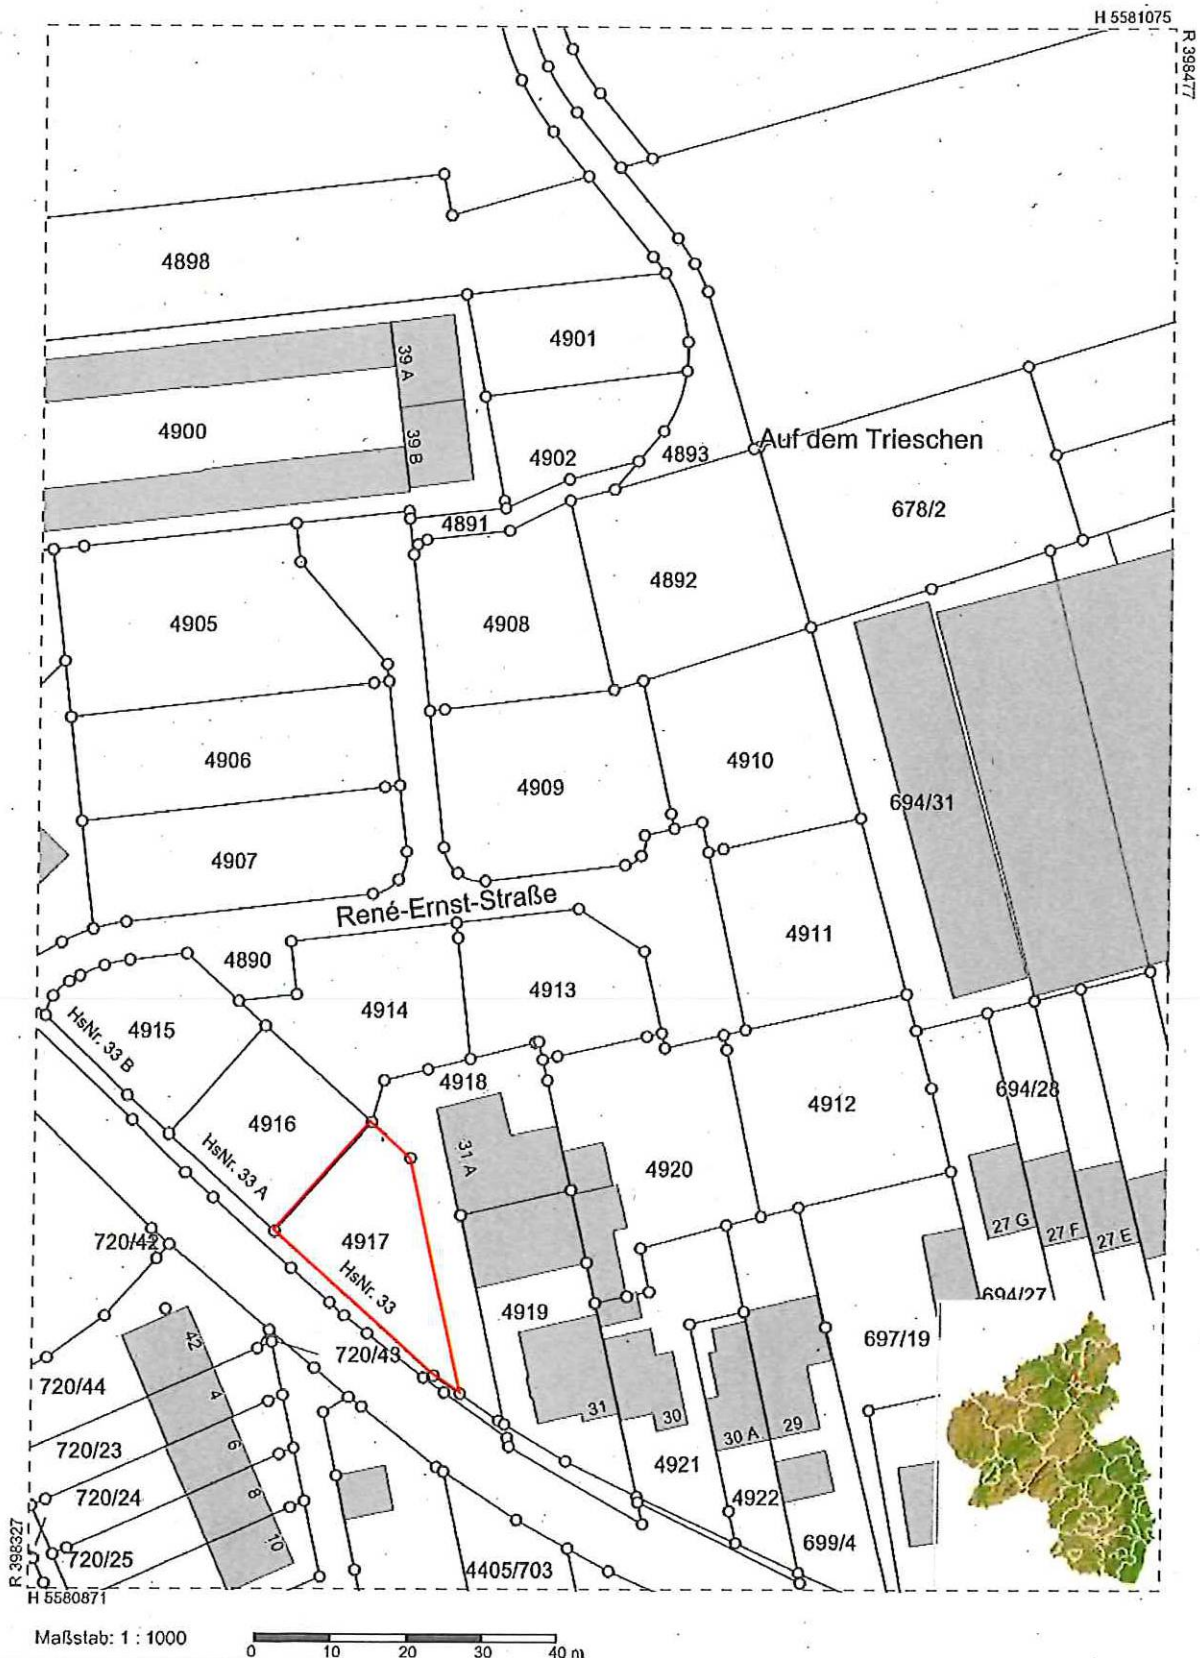 H 5581075
R 398477
4898
4901
39 A
4900
39 B
4902
4893
Auf dem Trieschen
678/2
4891
4892
4905
4908
4906
4909
4910
694/31
4907
René-Ernst-Straße
4890
4911
4914
4913
HsNr. 33 B
4915
4918
694/28
4916
4912
HsNr. 33 A
31 A
4920
720/42
4917
27 G
27 F
27 E
HsNr. 33
4919
694/27
42
720/43
697/19
720/44
4
31
30
30 A
29
720/23
6
4921
720/24
8
4922
720/25
10
4405/703
699/4
R 398327
H 5580871
Maßstab: 1 : 1000
0 10 20 30 40 m